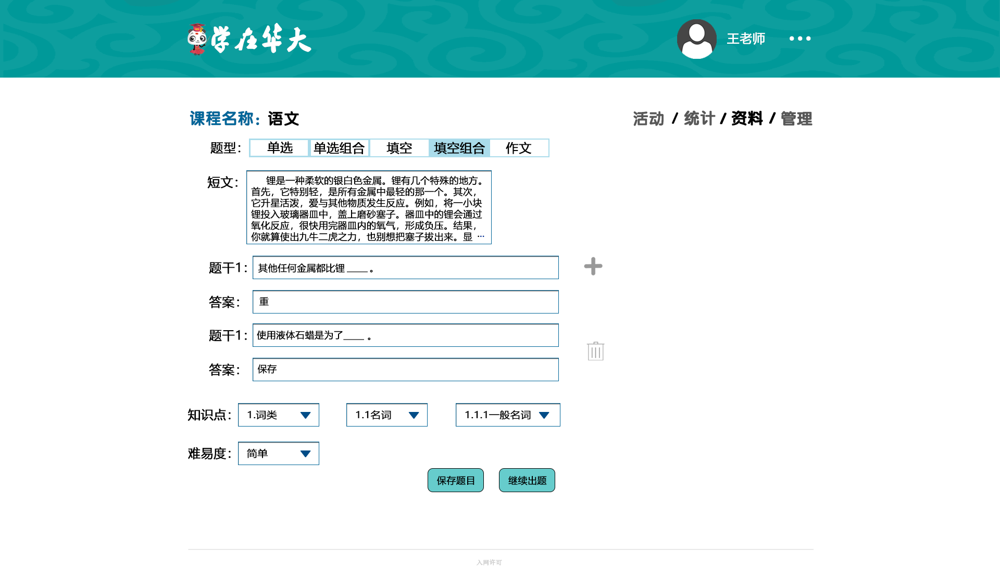 学在华大
王老师
课程名称：语文
活动 / 统计 / 资料 / 管理
题型： 单选 单选组合 填空 填空组合 作文
短文：
锂是一种柔软的银白色金属。锂有几个特殊的地方。
首先，它特别轻，是所有金属中最轻的那一个。其次，
它升星活泼，爱与其他物质发生反应。例如，将一小块
锂投入玻璃器皿中，盖上磨砂塞子。器皿中的锂会通过
氧化反应，很快用完器皿内的氧气，形成负压。结果，
你就算使出九牛二虎之力，也别想把塞子拔出来。显 ...
题干1： 其他任何金属都比锂____。
答案： 重
题干1： 使用液体石蜡是为了____。
答案： 保存
知识点： 1.词类 1.1名词 1.1.1一般名词
难易度： 简单
保存题目 继续出题
入网许可